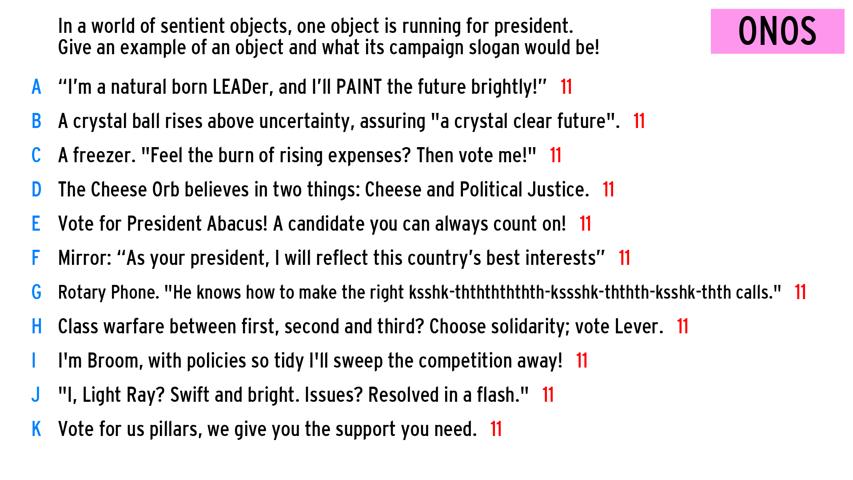 In a world of sentient objects, one object is running for president.
Give an example of an object and what its campaign slogan would be!
ONOS
A “I’m a natural born LEADer, and I’ll PAINT the future brightly!” 11
B A crystal ball rises above uncertainty, assuring "a crystal clear future". 11
C A freezer. "Feel the burn of rising expenses? Then vote me!" 11
D The Cheese Orb believes in two things: Cheese and Political Justice. 11
E Vote for President Abacus! A candidate you can always count on! 11
F Mirror: “As your president, I will reflect this country’s best interests” 11
G Rotary Phone. "He knows how to make the right ksshk-thththththth-kssshk-ththth-ksshk-thth calls." 11
H Class warfare between first, second and third? Choose solidarity; vote Lever. 11
I I'm Broom, with policies so tidy I'll sweep the competition away! 11
J "I, Light Ray? Swift and bright. Issues? Resolved in a flash." 11
K Vote for us pillars, we give you the support you need. 11